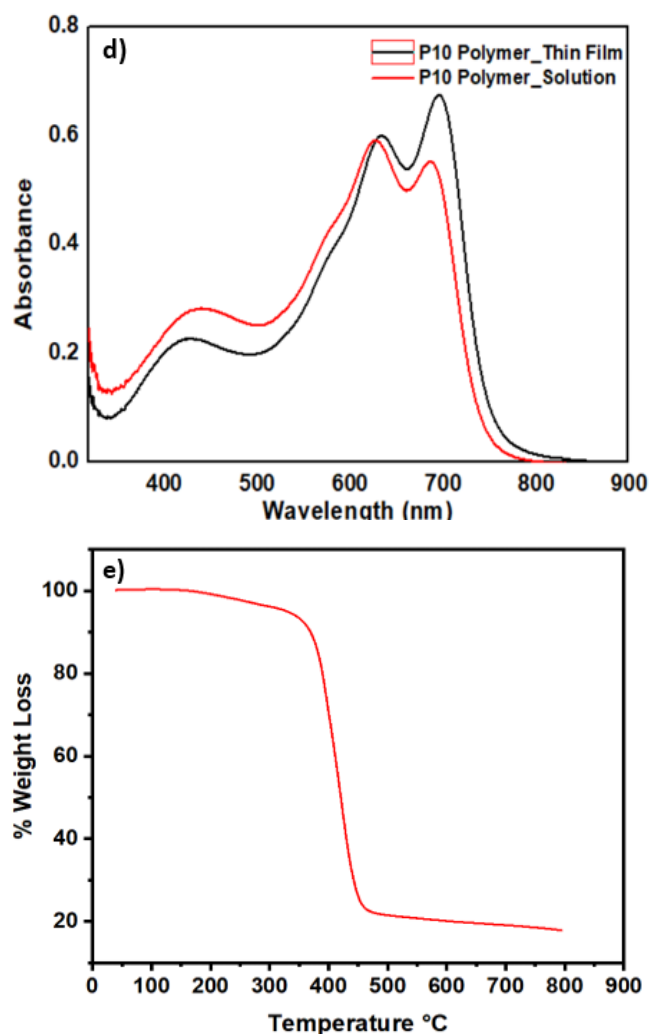 d)
P10 Polymer_Thin Film
P10 Polymer_Solution
0.8
0.6
0.4
0.2
0.0
Absorbance
400 500 600 700 800 900
Wavelength (nm)
e)
100
80
60
40
20
% Weight Loss
0 100 200 300 400 500 600 700 800 900
Temperature °C